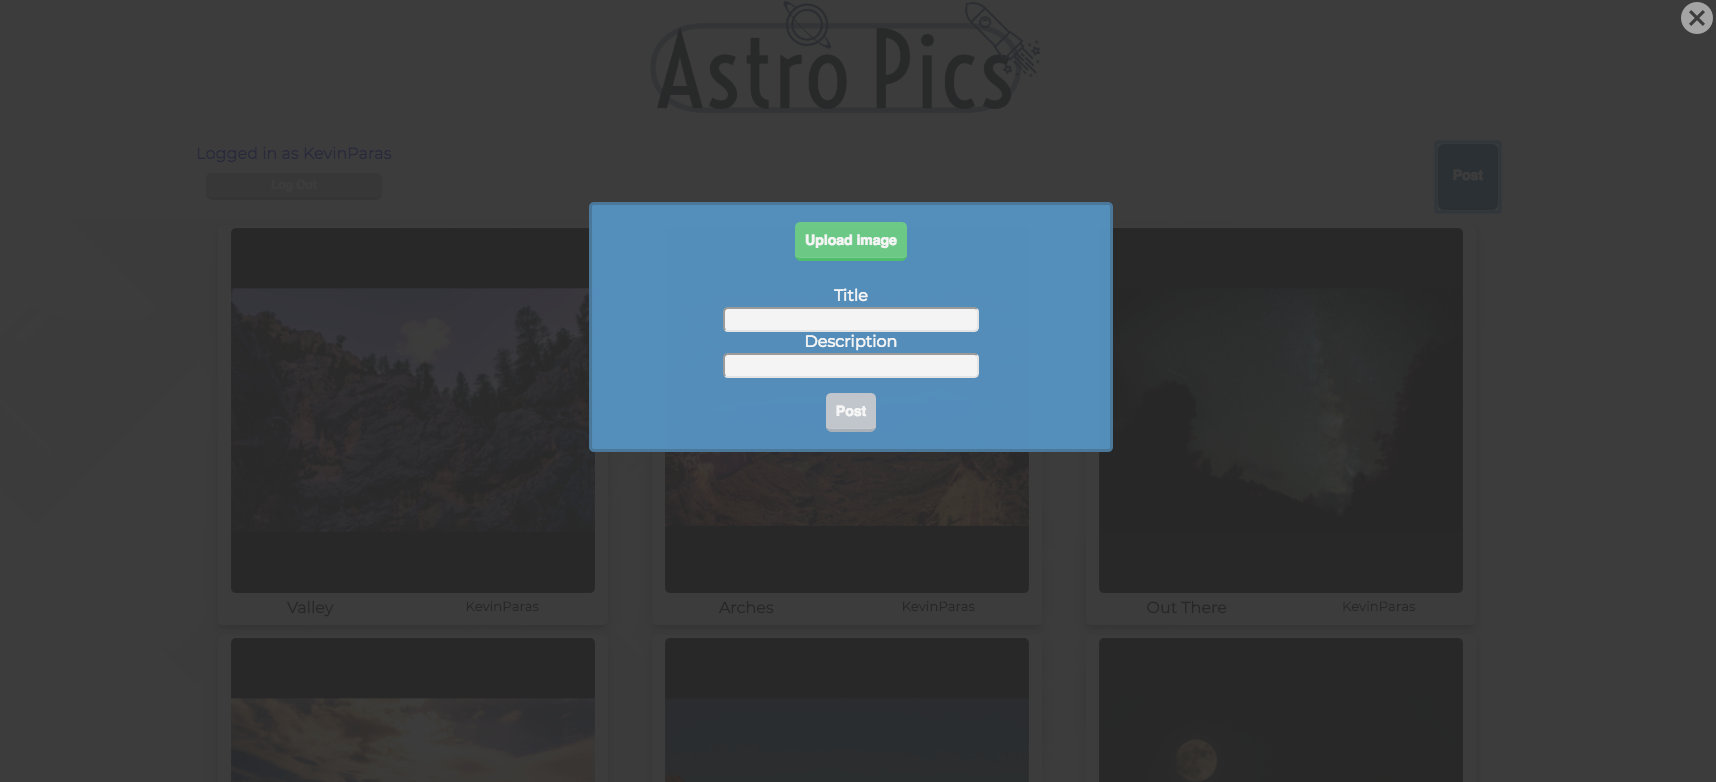 Astro Pics
Logged in as KevinParas
Log Out
Post
Upload Image
Title
Description
Post
Valley KevinParas
Arches KevinParas
Out There KevinParas